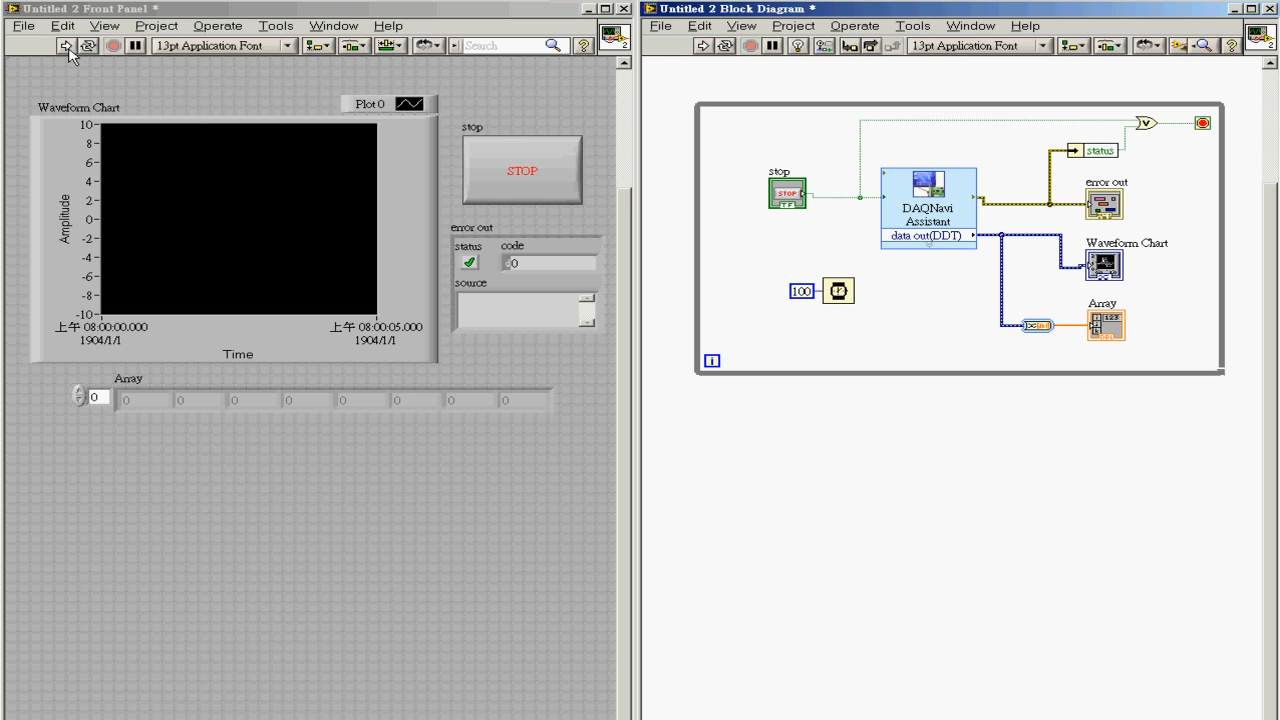 Untitled 2 Front Panel *
File Edit View Project Operate Tools Window Help
13pt Application Font
Search
2
Waveform Chart
Plot 0
10
8
6
4
2
0
-2
-4
-6
-8
-10
Amplitude
上午 08:00:00.000
1904/1/1
上午 08:00:05.000
1904/1/1
Time
stop
STOP
error out
status code
0
source
Array
0
0 0 0 0 0 0 0 0
Untitled 2 Block Diagram *
File Edit View Project Operate Tools Window Help
13pt Application Font
2
stop
STOP
TF
DAQNavi
Assistant
data out(DDT)
100
status
error out
Waveform Chart
Array
123
DBL
i